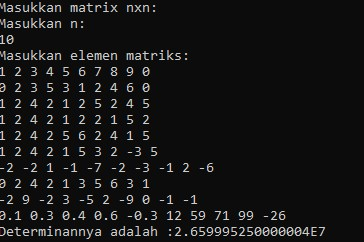 Masukkan matrix nxn:
Masukkan n:
10
Masukkan elemen matriks:
1 2 3 4 5 6 7 8 9 0
0 2 3 5 3 1 2 4 6 0
1 2 4 2 1 2 5 2 4 5
1 2 4 2 1 2 2 1 5 2
1 2 4 2 5 6 2 4 1 5
1 2 4 2 1 5 3 2 -3 5
-2 -2 1 -1 -7 -2 -3 -1 2 -6
0 2 4 2 1 3 5 6 3 1
-2 9 -2 3 -5 2 -9 0 -1 -1
0.1 0.3 0.4 0.6 -0.3 12 59 71 99 -26
Determinannya adalah :2.659995250000004E7